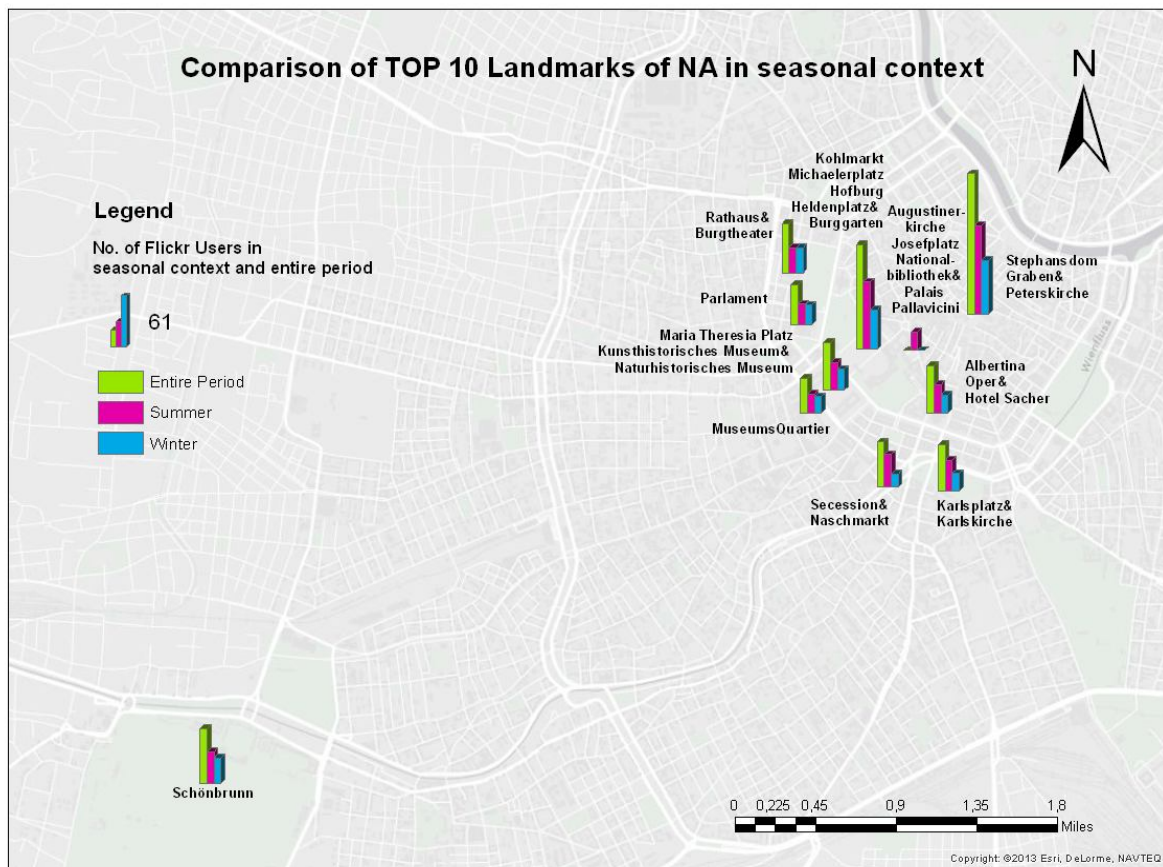 Comparison of TOP 10 Landmarks of NA in seasonal context
N
Legend
No. of Flickr Users in
seasonal context and entire period
61
Entire Period
Summer
Winter
Kohlmarkt
Michaelerplatz
Hofburg
Heldenplatz&
Burggarten
Rathaus&
Burgtheater
Augustiner-
kirche
Josefplatz
National-
bibliothek&
Palais
Pallavicini
Stephansdom
Graben&
Peterskirche
Parlament
Maria Theresia Platz
Kunsthistorisches Museum&
Naturhistorisches Museum
Albertina
Oper&
Hotel Sacher
MuseumsQuartier
Secession&
Naschmarkt
Karlsplatz&
Karlskirche
Wienfluss
Schönbrunn
0 0,225 0,45 0,9 1,35 1,8
Miles
Copyright: ©2013 Esri, DeLorme, NAVTEQ